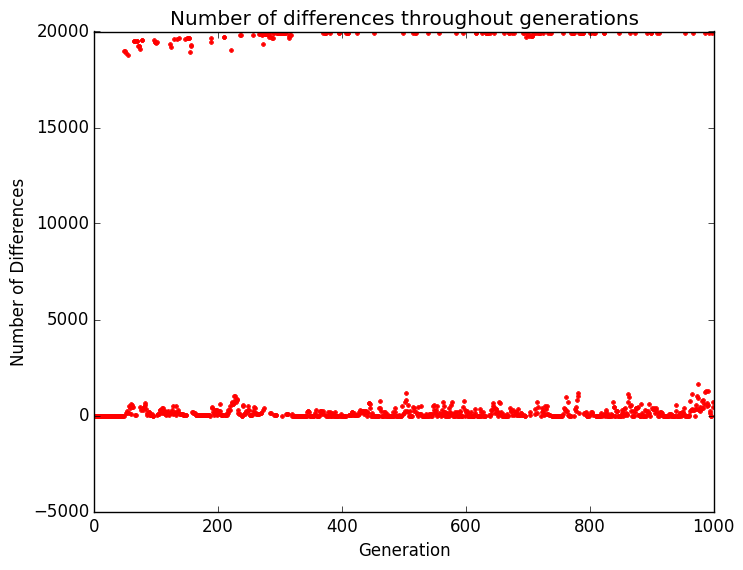 Number of differences throughout generations
20000
15000
10000
5000
0
−5000
Number of Differences
0 200 400 600 800 1000
Generation